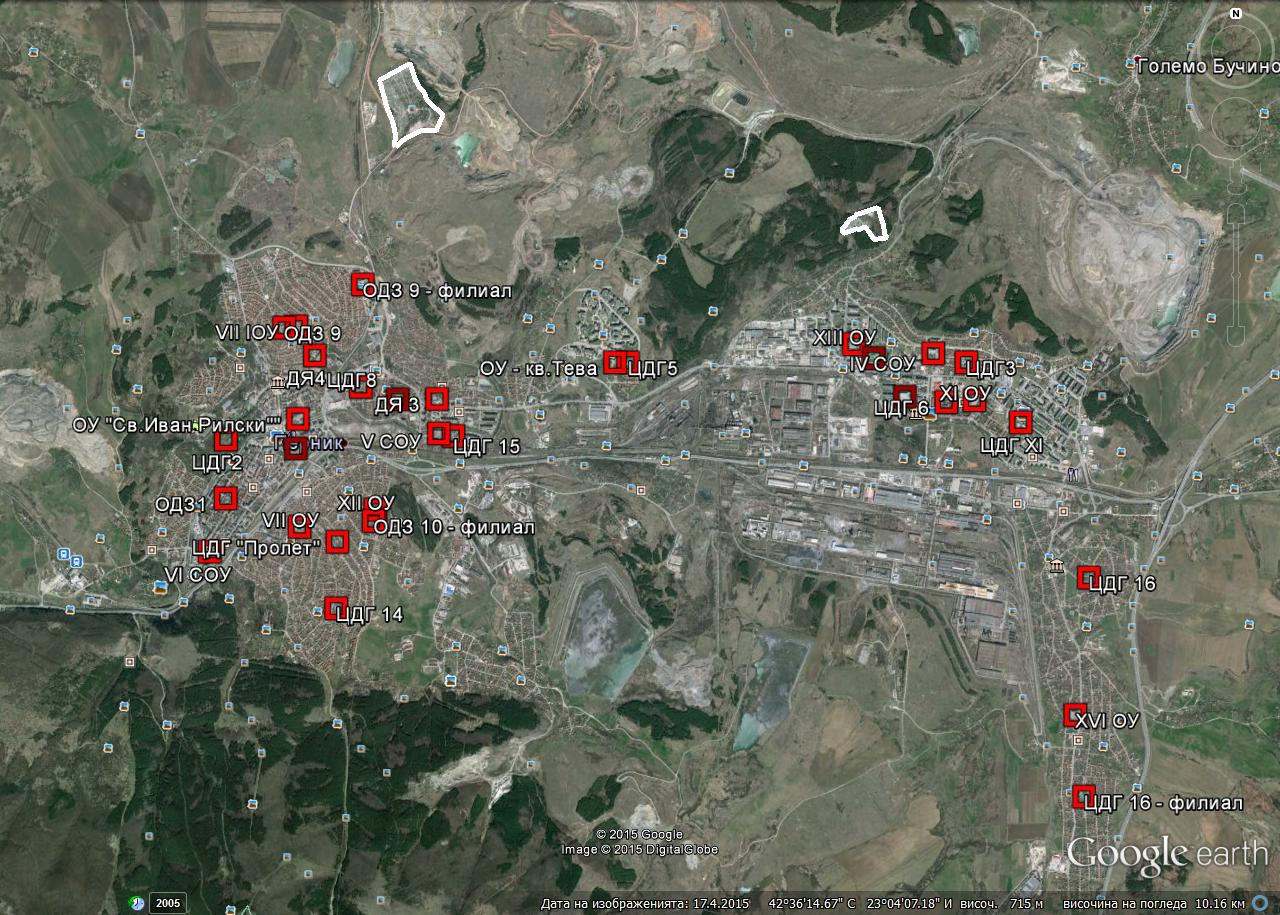 N
Големо Бучино
ОДЗ 9 - филиал
VII ІОУ
ОДЗ 9
XIII ОУ
IV СОУ
ОУ - кв.Тева
ЦДГ5
ЦДГ3
ДЯ4
ЦДГ8
XI ОУ
ДЯ 3
ЦДГ 6
ОУ "Св.Иван Рилски""
V СОУ
ЦДГ 15
ЦДГ XI
ЦДГ2
ОДЗ1
XII ОУ
VII ОУ
ОДЗ 10 - филиал
ЦДГ "Пролет"
VI СОУ
ЦДГ 16
ЦДГ 14
XVI ОУ
ЦДГ 16 - филиал
© 2015 Google
Image © 2015 DigitalGlobe
Google earth
2005
Дата на изображенията: 17.4.2015 42°36'14.67" С 23°04'07.18" И височ. 715 м височина на погледа 10.16 км